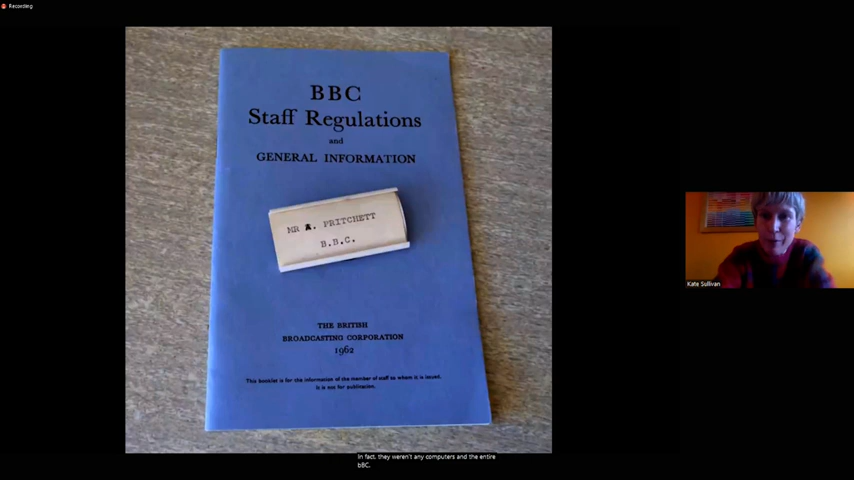 Recording
BBC
Staff Regulations
and
GENERAL INFORMATION
MR A. PRITCHETT
B.B.C.
THE BRITISH
BROADCASTING CORPORATION
1962
This booklet is for the information of the member of staff to whom it is issued.
It is not for publication.
Kate Sullivan
In fact, they weren't any computers and the entire
bBC.